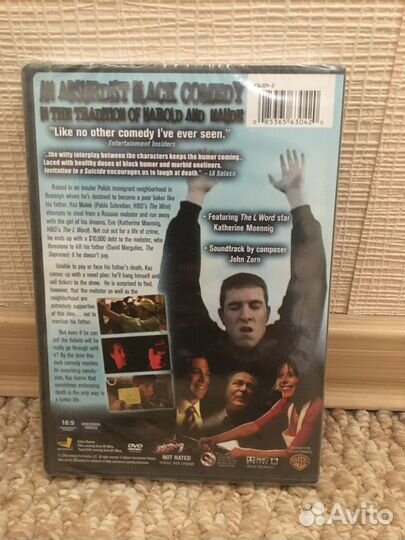 AN ABSURDIST BLACK COMEDY
IN THE TRADITION OF HAROLD AND MAUDE
"Like no other comedy I've ever seen."
Entertainment Insiders
...the witty interplay between the characters keeps the humor coming...
Laced with healthy doses of black humor and morbid oneliners,
Invitation to a Suicide encourages us to laugh at death." — LA Splash
Raised in an insular Polish immigrant neighborhood in
Brooklyn where he's destined to become a poor baker like
his father, Kaz Malek (Pablo Schreiber, HBO's The Wire)
attempts to steal from a Russian mobster and run away
with the girl of his dreams, Eva (Katherine Moennig,
HBO's The Wire). Not cut out for a life of crime,
he ends up with a $10,000 debt to the mobster, who
threatens to kill his father (David Margulies, The
Sopranos) if he doesn't pay.
Unable to pay or face his father's death, Kaz
comes up with a novel plan: he'll hang himself and
sell tickets to the show. He is surprised to find,
however, that the mobster as well as the
neighborhood are
extremely supportive
of this idea... not to
mention his father.
But even if he can
sell the tickets will he
really go through with
it? By the time this
dark comedy reaches
its surprising conclu-
sion, Kaz learns that
sometimes embracing
death is the only way to
a better life.
• Featuring The L Word star
Katherine Moennig
• Soundtrack by composer
John Zorn
85365 63042
16:9
WIDESCREEN VERSION
DVD
NOT RATED
WB
Avito